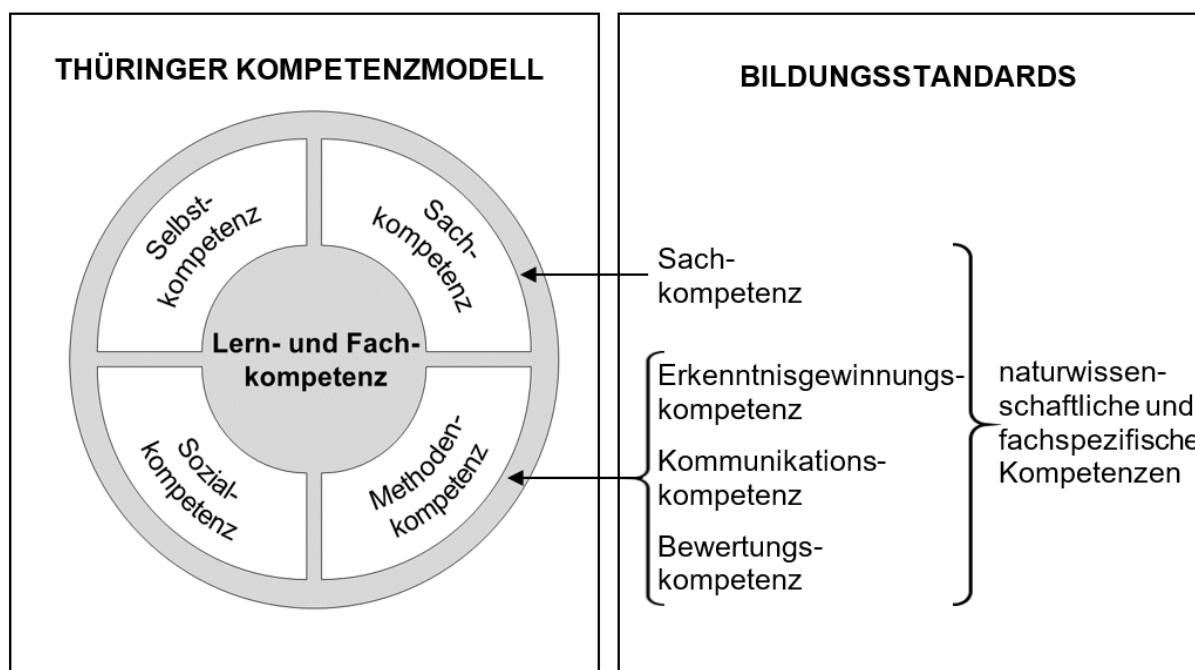 THÜRINGER KOMPETENZMODELL
Selbst-
kompetenz
Sach-
kompetenz
Lern- und Fach-
kompetenz
Sozial-
kompetenz
Methoden-
kompetenz
BILDUNGSSTANDARDS
Sach-
kompetenz
Erkenntnisgewinnungs-
kompetenz
Kommunikations-
kompetenz
Bewertungs-
kompetenz
naturwissen-
schaftliche und
fachspezifische
Kompetenzen